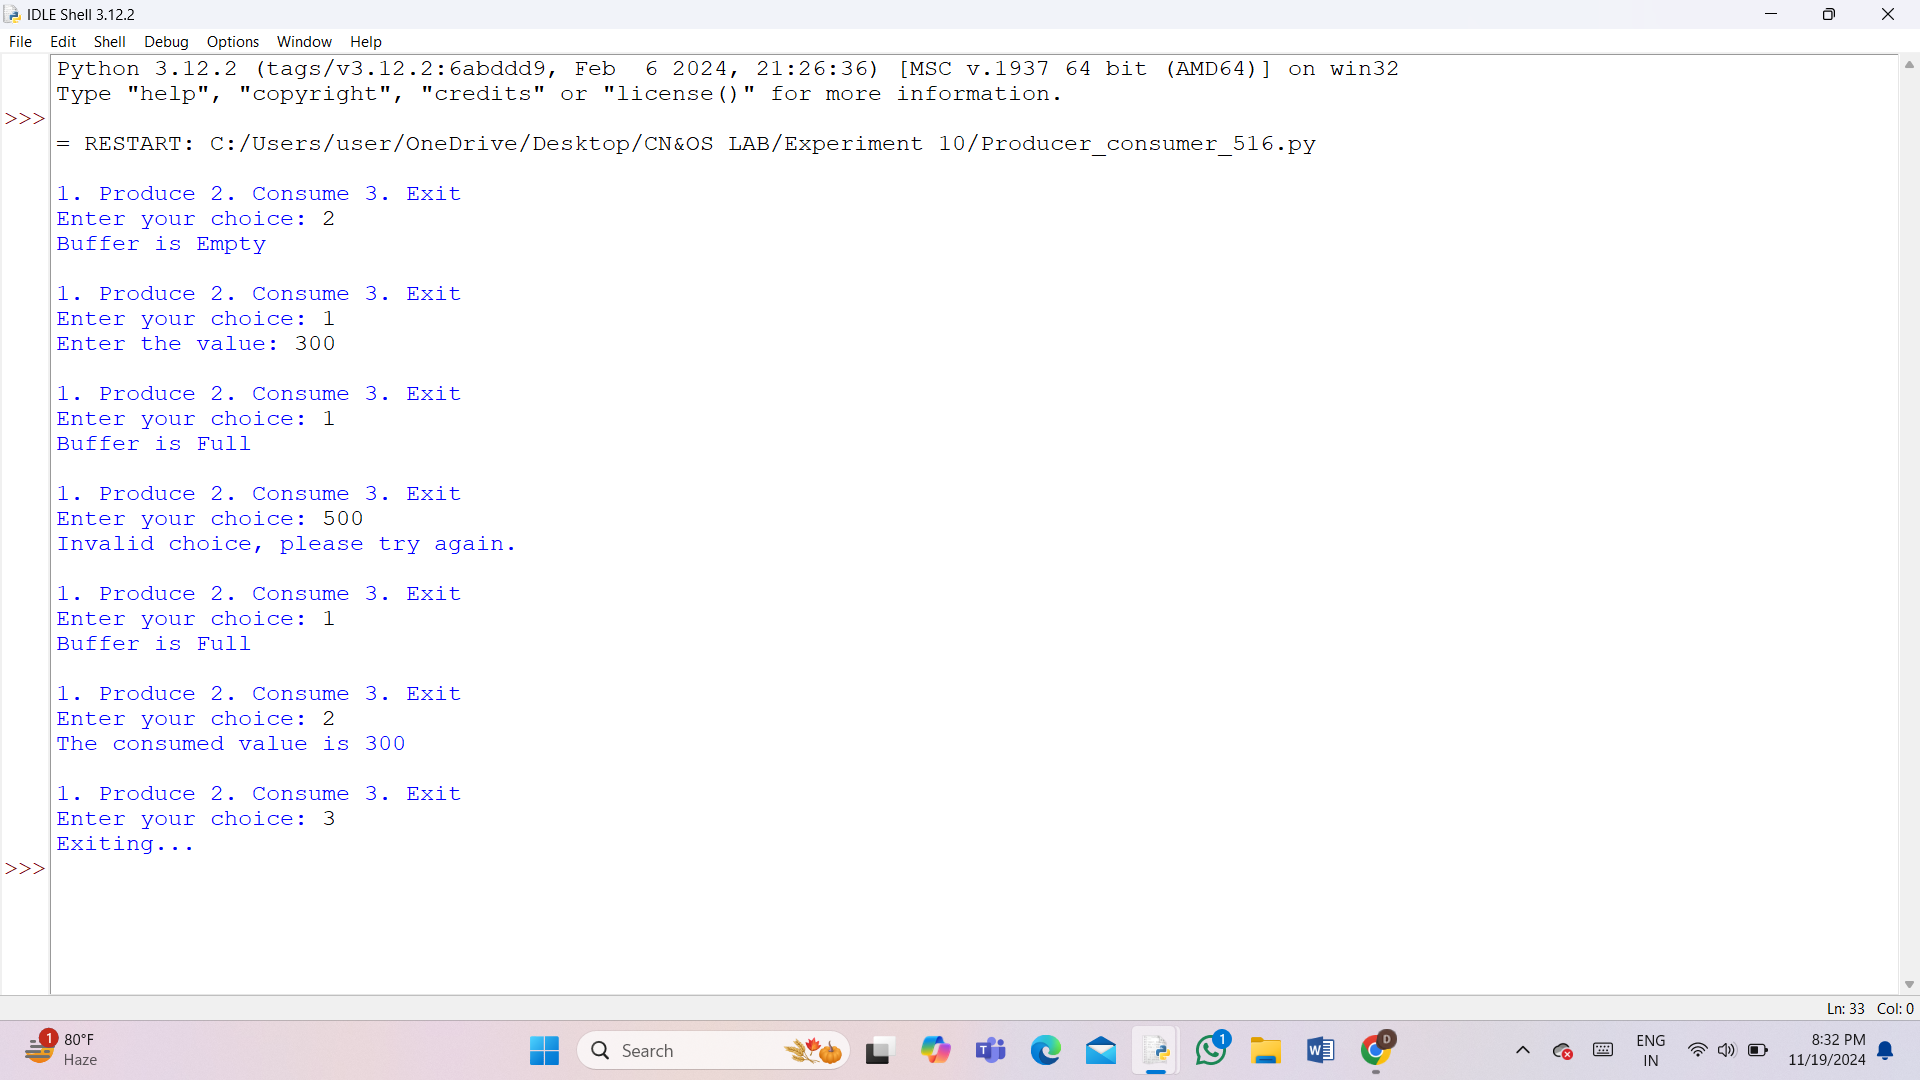 IDLE Shell 3.12.2
File Edit Shell Debug Options Window Help
Python 3.12.2 (tags/v3.12.2:6abddd9, Feb  6 2024, 21:26:36) [MSC v.1937 64 bit (AMD64)] on win32
Type "help", "copyright", "credits" or "license()" for more information.
>>>
= RESTART: C:/Users/user/OneDrive/Desktop/CN&OS LAB/Experiment 10/Producer_consumer_516.py
1. Produce 2. Consume 3. Exit
Enter your choice: 2
Buffer is Empty
1. Produce 2. Consume 3. Exit
Enter your choice: 1
Enter the value: 300
1. Produce 2. Consume 3. Exit
Enter your choice: 1
Buffer is Full
1. Produce 2. Consume 3. Exit
Enter your choice: 500
Invalid choice, please try again.
1. Produce 2. Consume 3. Exit
Enter your choice: 1
Buffer is Full
1. Produce 2. Consume 3. Exit
Enter your choice: 2
The consumed value is 300
1. Produce 2. Consume 3. Exit
Enter your choice: 3
Exiting...
>>>
Ln: 33 Col: 0
1
80°F
Haze
Search
1
D
ENG
IN
8:32 PM
11/19/2024